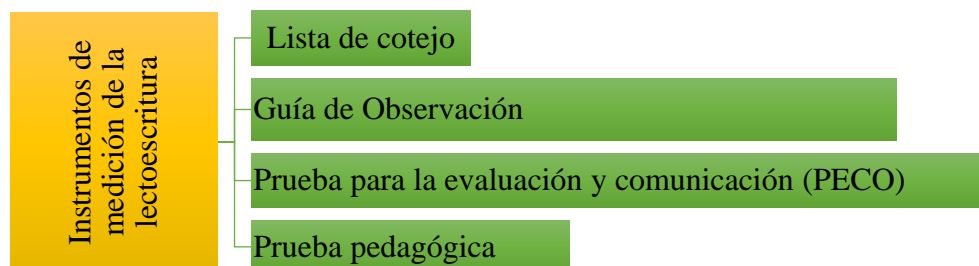 Instrumentos de
medición de la
lectoescritura
Lista de cotejo
Guía de Observación
Prueba para la evaluación y comunicación (PECO)
Prueba pedagógica